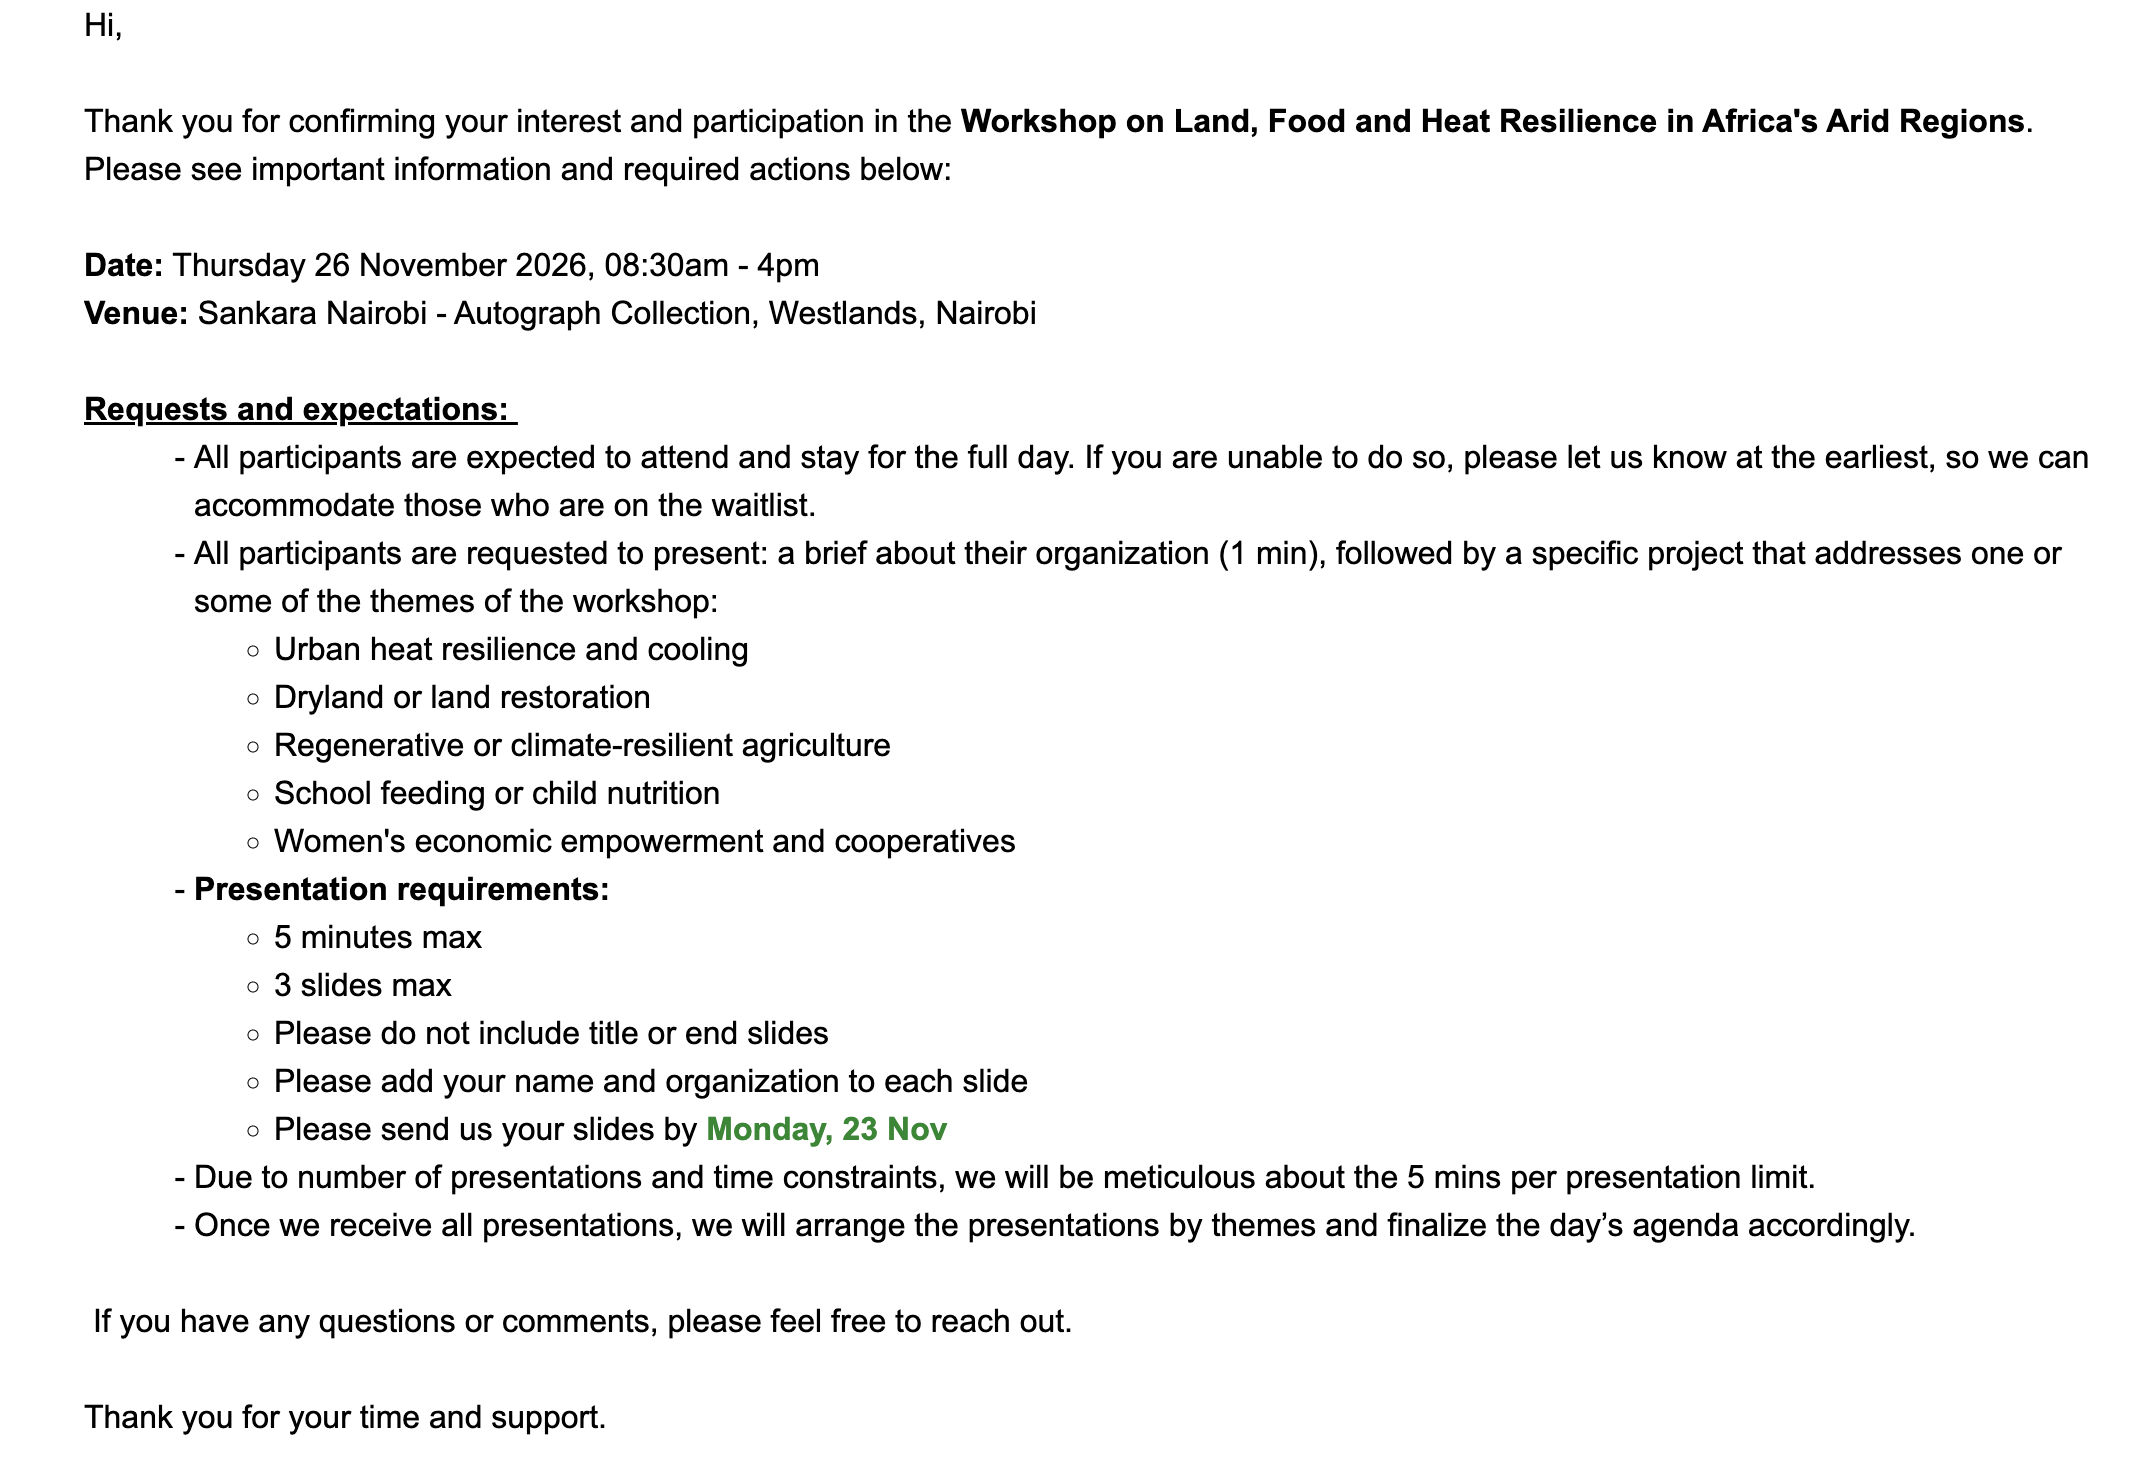 Hi,
Thank you for confirming your interest and participation in the Workshop on Land, Food and Heat Resilience in Africa's Arid Regions.
Please see important information and required actions below:
Date: Thursday 26 November 2026, 08:30am - 4pm
Venue: Sankara Nairobi - Autograph Collection, Westlands, Nairobi
Requests and expectations:
- All participants are expected to attend and stay for the full day. If you are unable to do so, please let us know at the earliest, so we can
accommodate those who are on the waitlist.
- All participants are requested to present: a brief about their organization (1 min), followed by a specific project that addresses one or
some of the themes of the workshop:
○ Urban heat resilience and cooling
○ Dryland or land restoration
○ Regenerative or climate-resilient agriculture
○ School feeding or child nutrition
○ Women's economic empowerment and cooperatives
- Presentation requirements:
○ 5 minutes max
○ 3 slides max
○ Please do not include title or end slides
○ Please add your name and organization to each slide
○ Please send us your slides by Monday, 23 Nov
- Due to number of presentations and time constraints, we will be meticulous about the 5 mins per presentation limit.
- Once we receive all presentations, we will arrange the presentations by themes and finalize the day’s agenda accordingly.
If you have any questions or comments, please feel free to reach out.
Thank you for your time and support.